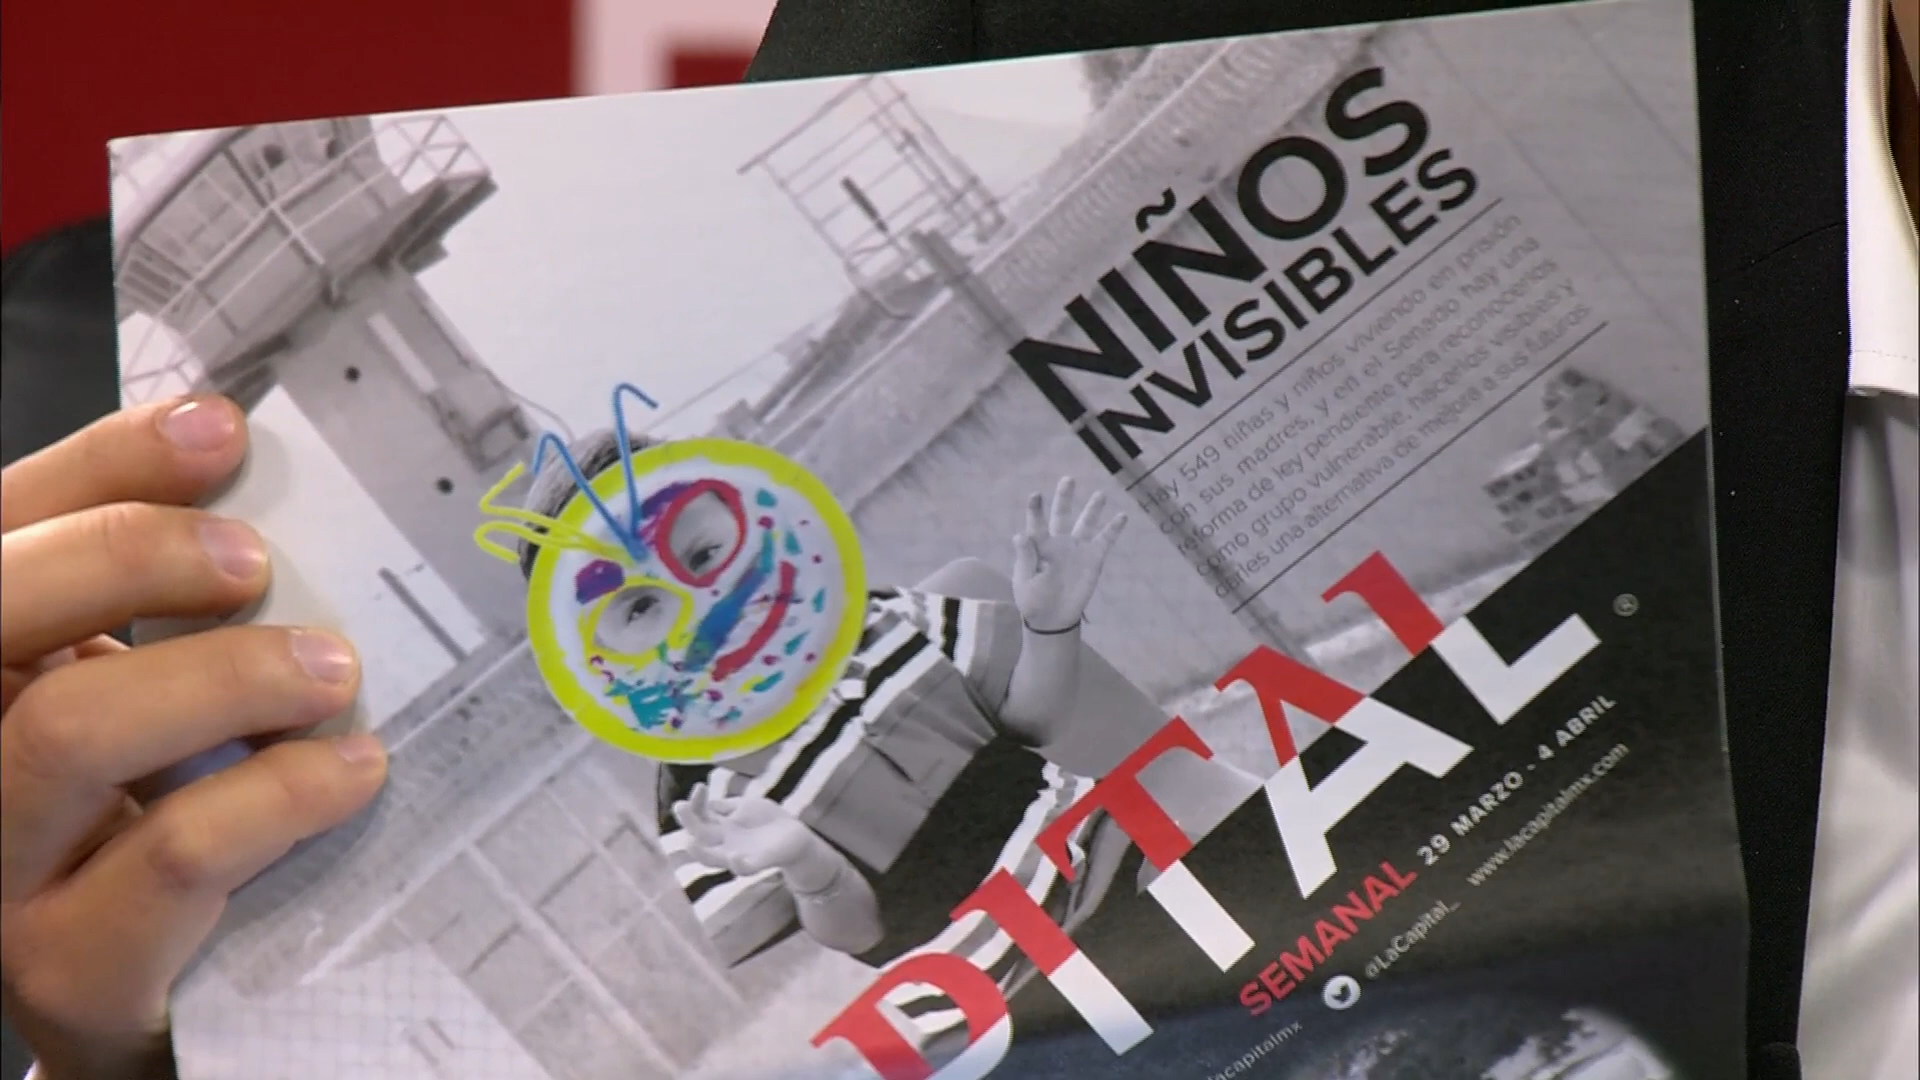 NIÑOS
INVISIBLES
Hay 549 niñas y niños viviendo en prisión
con sus madres, y en el Senado hay una
reforma de ley pendiente para reconocerlos
como grupo vulnerable, hacerlos visibles y
darles una alternativa de mejora a sus futuros
PITAL®
SEMANAL 29 MARZO - 4 ABRIL
@LaCapital_ www.lacapitalmx.com
lacapitalmx